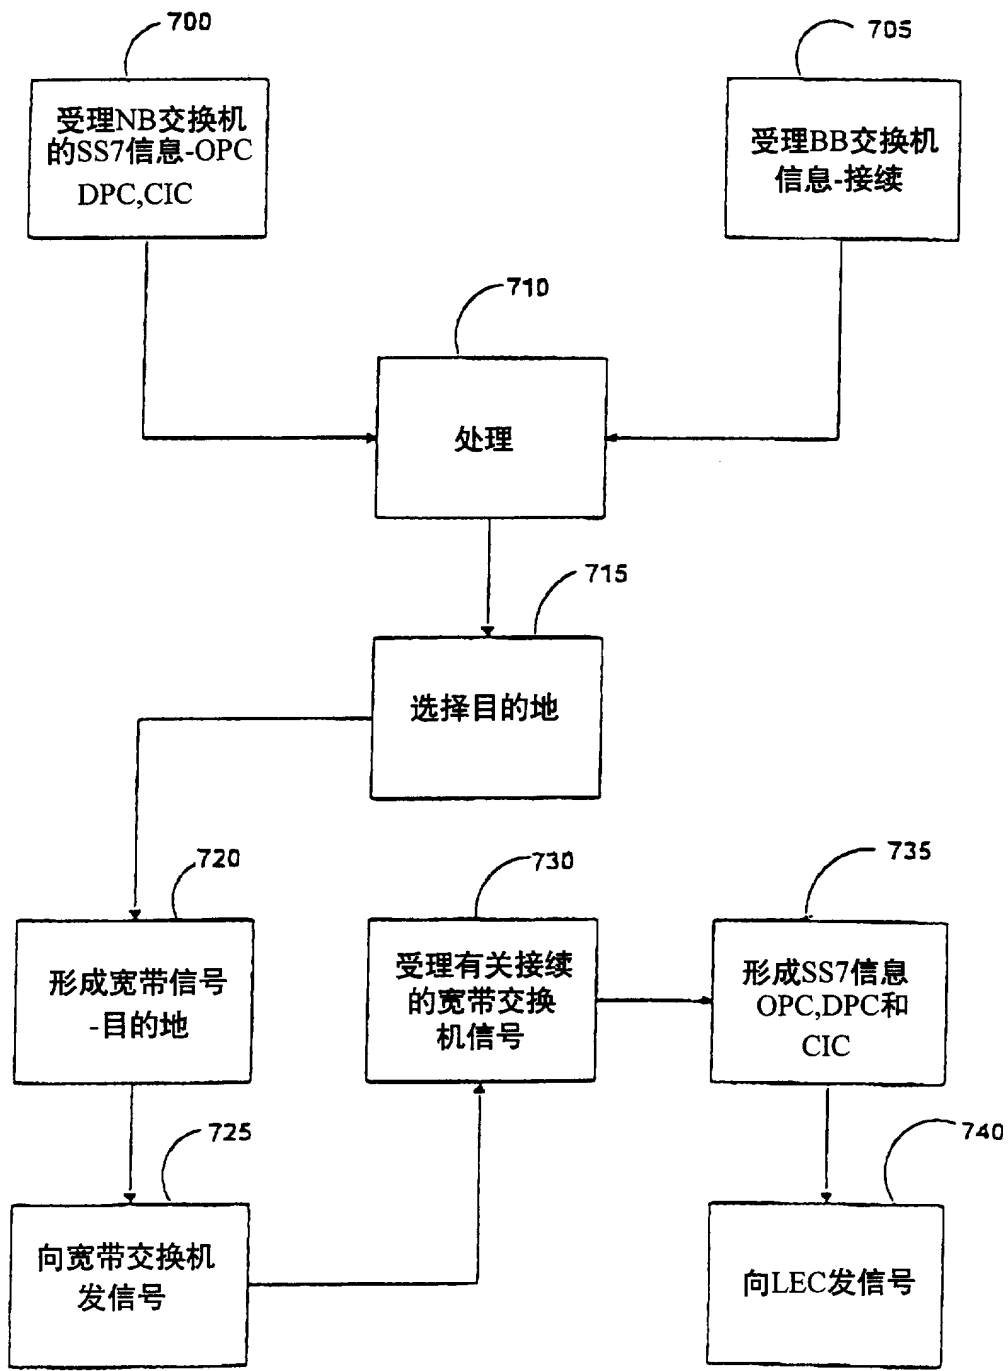 700
受理NB交换机
的SS7信息-OPC
DPC,CIC
705
受理BB交换机
信息-接续
710
处理
715
选择目的地
720
形成宽带信号
-目的地
730
受理有关接续
的宽带交换
机信号
735
形成SS7信息
OPC,DPC和
CIC
725
向宽带交换机
发信号
740
向LEC发信号